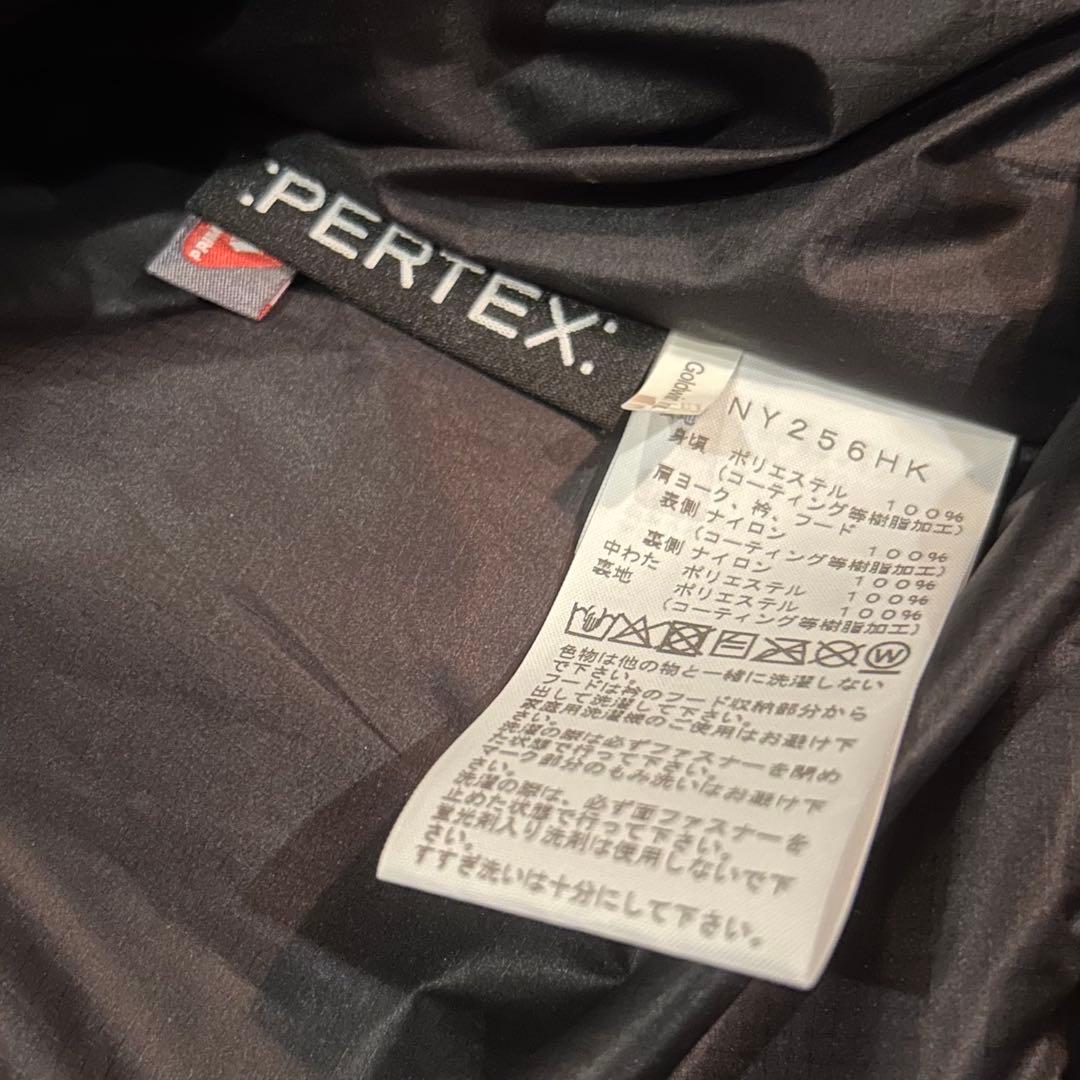 :PERTEX:
PRIM
Goldwin
NY256HK
身頃 ポリエステル 100%
(コーティング等樹脂加工)
肩ヨーク、衿、フード
表側 ナイロン 100%
(コーティング等樹脂加工)
裏側 ナイロン 100%
中わた ポリエステル 100%
裏地 ポリエステル 100%
(コーティング等樹脂加工)
W
色物は他の物と一緒に洗濯しない
で下さい。
フードは衿のフード収納部分から
出して洗濯して下さい。
家庭用洗濯機のご使用はお避け下
さい。
洗濯の際は必ずファスナーを閉め
た状態で行って下さい。
マーク部分のもみ洗いはお避け下
さい。
洗濯の際は、必ず面ファスナーを
止めた状態で行って下さい。
蛍光剤入り洗剤は使用しないで下
さい。
すすぎ洗いは十分にして下さい。